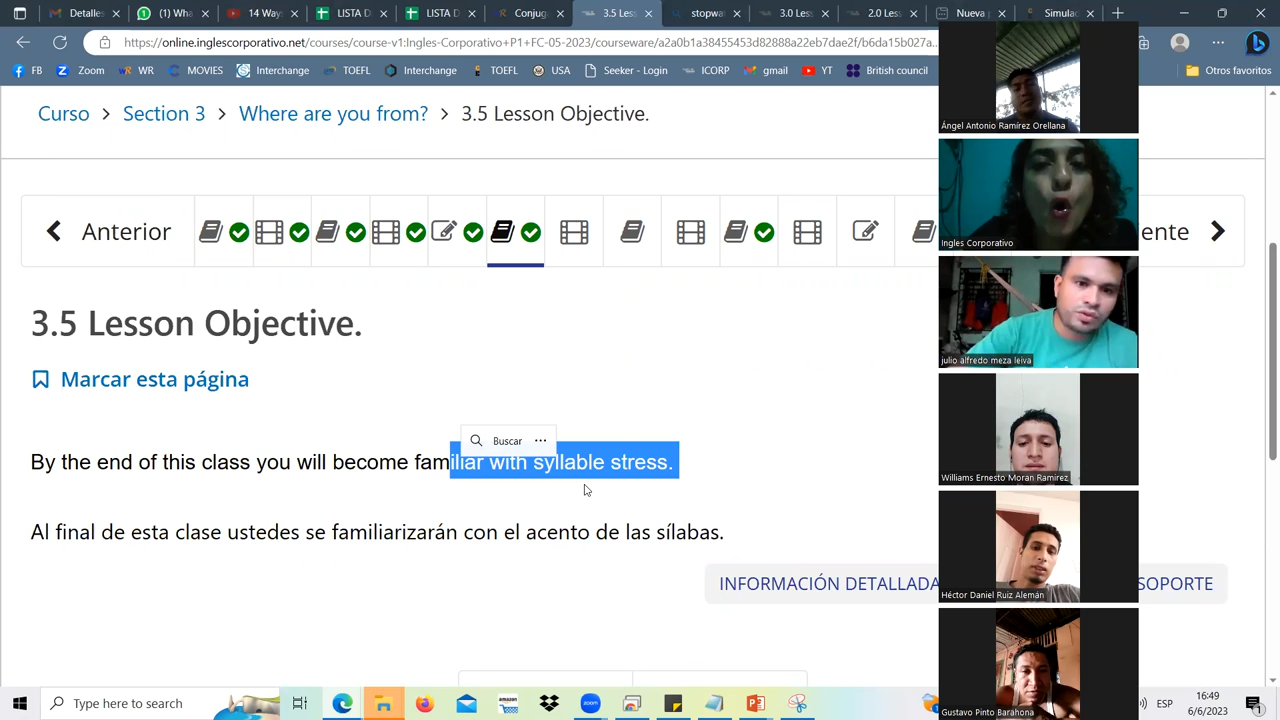 Nuevo
3 Wha
14 Wayo
LISTA I
LISTA D
Conjug
3.5 Less
stopwa
3.0 Less
2.0 Less
Nueva
Simulac
https://online.inglescorporativo.net/courses/course-v1:Ingles-Corporativo+P1+FC-05-2023/courseware/a2a0b1a38455453d82888a22eb7dae2f/b6da15b027a...
FB
Zoom
WR
MOVIES
Interchange
TOEFL
Interchange
TOEFL
USA
Seeker - Login
ICORP
gmail
YT
British council
Otros favoritos
Curso > Section 3 > Where are you from? > 3.5 Lesson Objective.
Anterior
ente
3.5 Lesson Objective.
Marcar esta página
Buscar
By the end of this class you will become familiar with syllable stress.
Al final de esta clase ustedes se familiarizarán con el acento de las sílabas.
INFORMACIÓN DETALLADA
SOPORTE
Ángel Antonio Ramírez Orellana
Ingles Corporativo
julio alfredo meza leiva
Williams Ernesto Moran Ramirez
Héctor Daniel Ruiz Alemán
Gustavo Pinto Barahona
Type here to search
ESP
16:49
6/6/2023
1